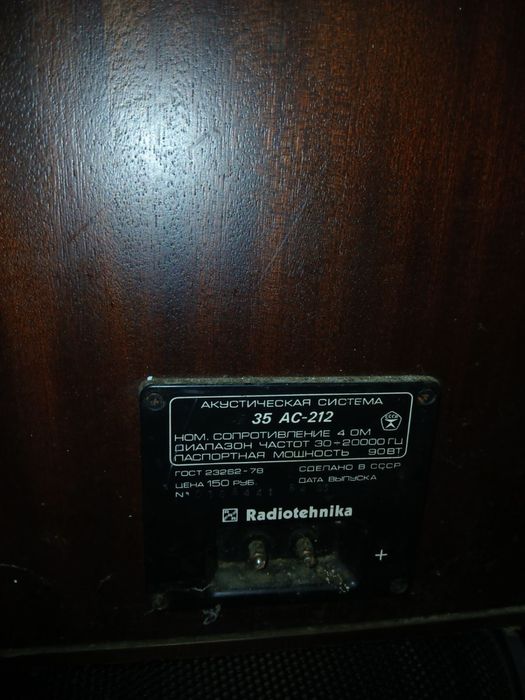 АКУСТИЧЕСКАЯ СИСТЕМА
35 АС-212
СССР
НОМ. СОПРОТИВЛЕНИЕ 4 ОМ
ДИАПАЗОН ЧАСТОТ 30÷20000 ГЦ
ПАСПОРТНАЯ МОЩНОСТЬ 90 ВТ
ГОСТ 23262-78 СДЕЛАНО В СССР
ЦЕНА 150 РУБ. ДАТА ВЫПУСКА
N
Radiotehnika
+